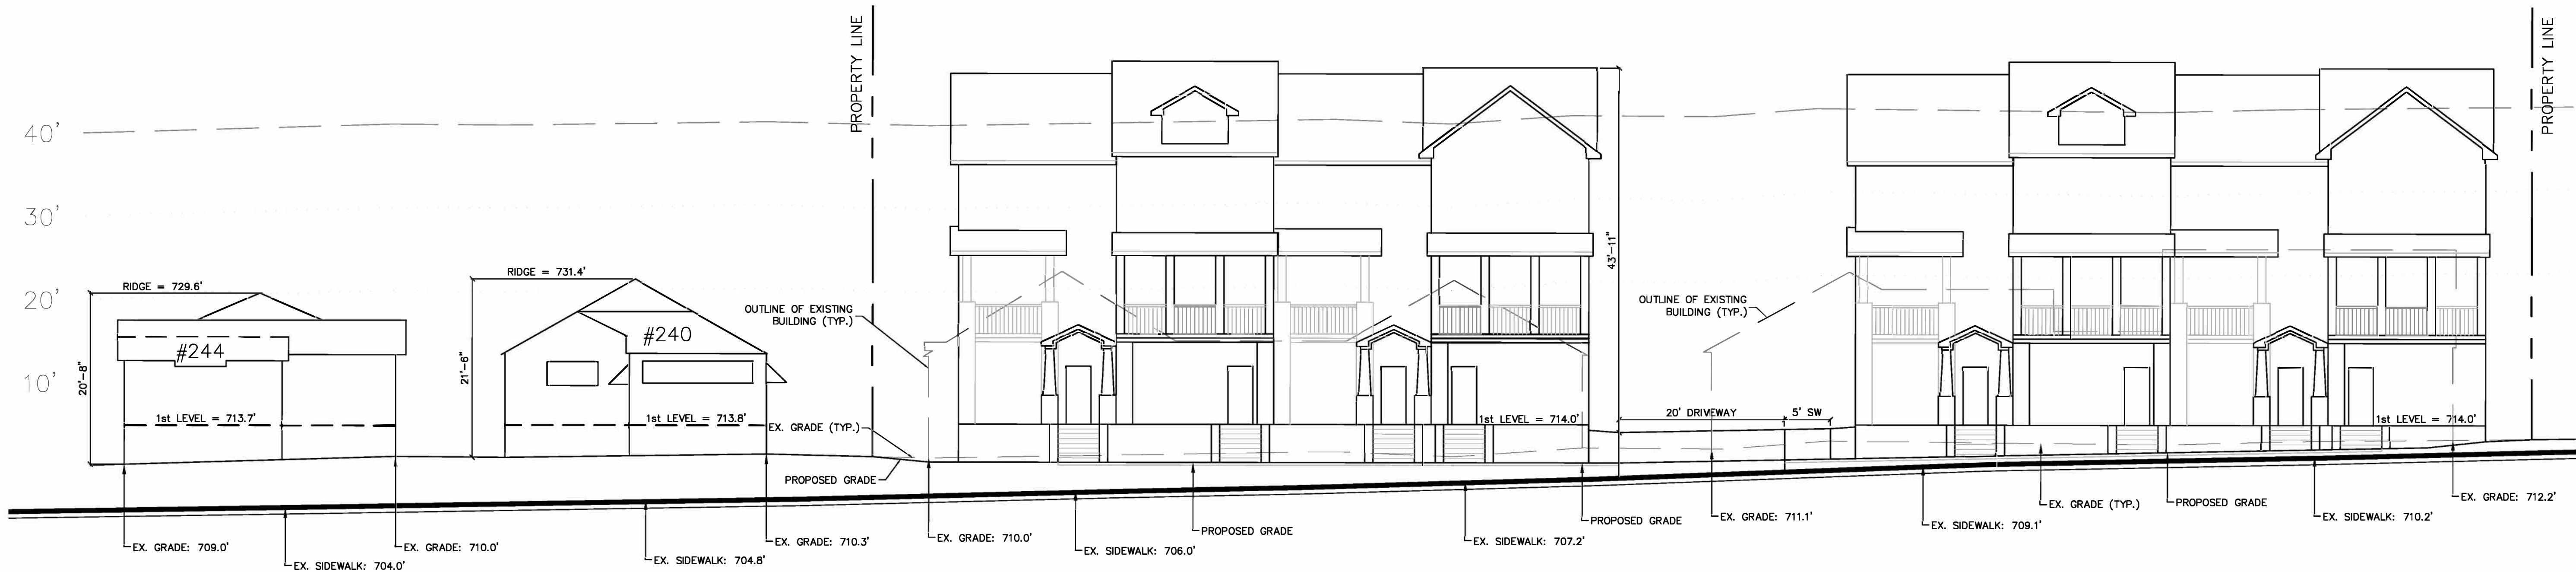 PROPERTY LINE
PROPERTY LINE
40'
30'
20'
10'
RIDGE = 729.6'
RIDGE = 731.4'
#244
#240
20'-8"
21'-6"
1st LEVEL = 713.7'
1st LEVEL = 713.8'
OUTLINE OF EXISTING
BUILDING (TYP.)
EX. GRADE (TYP.)
PROPOSED GRADE
43'-11"
1st LEVEL = 714.0'
OUTLINE OF EXISTING
BUILDING (TYP.)
20' DRIVEWAY
5' SW
1st LEVEL = 714.0'
EX. GRADE: 709.0'
EX. SIDEWALK: 704.0'
EX. GRADE: 710.0'
EX. SIDEWALK: 704.8'
EX. GRADE: 710.3'
EX. GRADE: 710.0'
EX. SIDEWALK: 706.0'
PROPOSED GRADE
EX. SIDEWALK: 707.2'
PROPOSED GRADE
EX. GRADE: 711.1'
EX. SIDEWALK: 709.1'
EX. GRADE (TYP.)
PROPOSED GRADE
EX. SIDEWALK: 710.2'
EX. GRADE: 712.2'